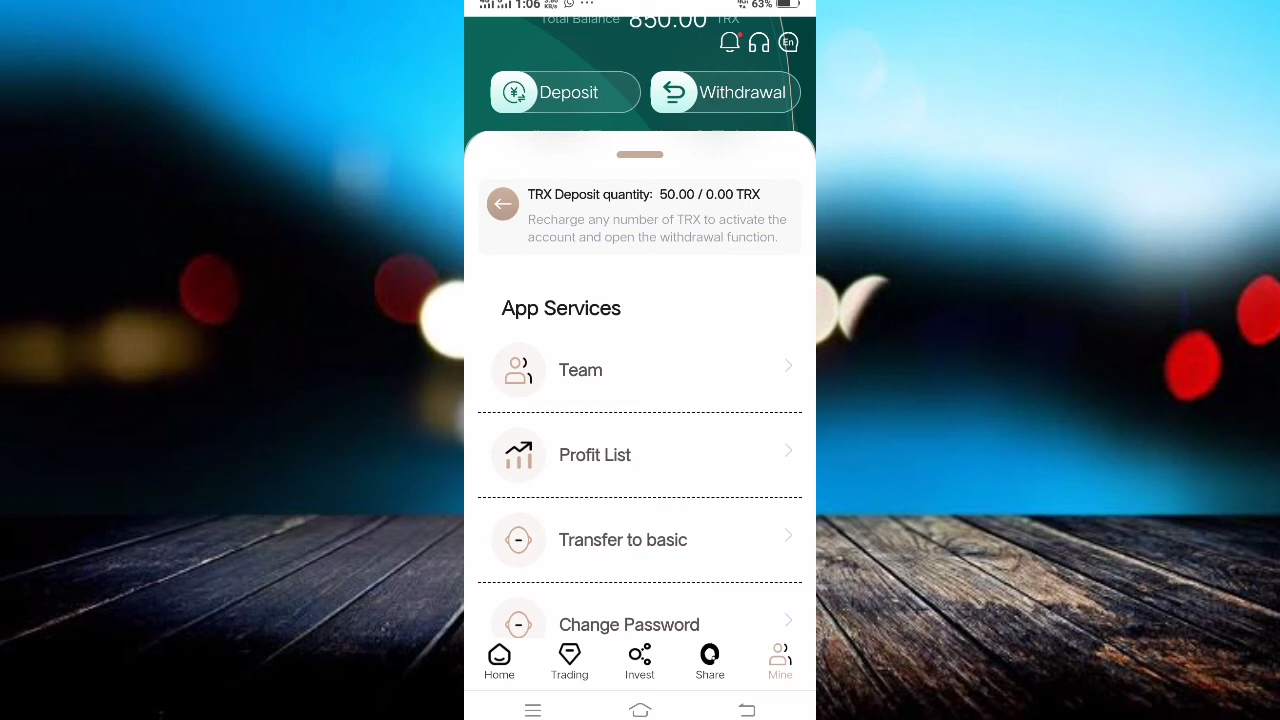 1:06
63%
Total Balance 850.00 TRX
En
Deposit
Withdrawal
TRX Deposit quantity: 50.00 / 0.00 TRX
Recharge any number of TRX to activate the
account and open the withdrawal function.
App Services
Team
Profit List
Transfer to basic
Change Password
Home
Trading
Invest
Share
Mine